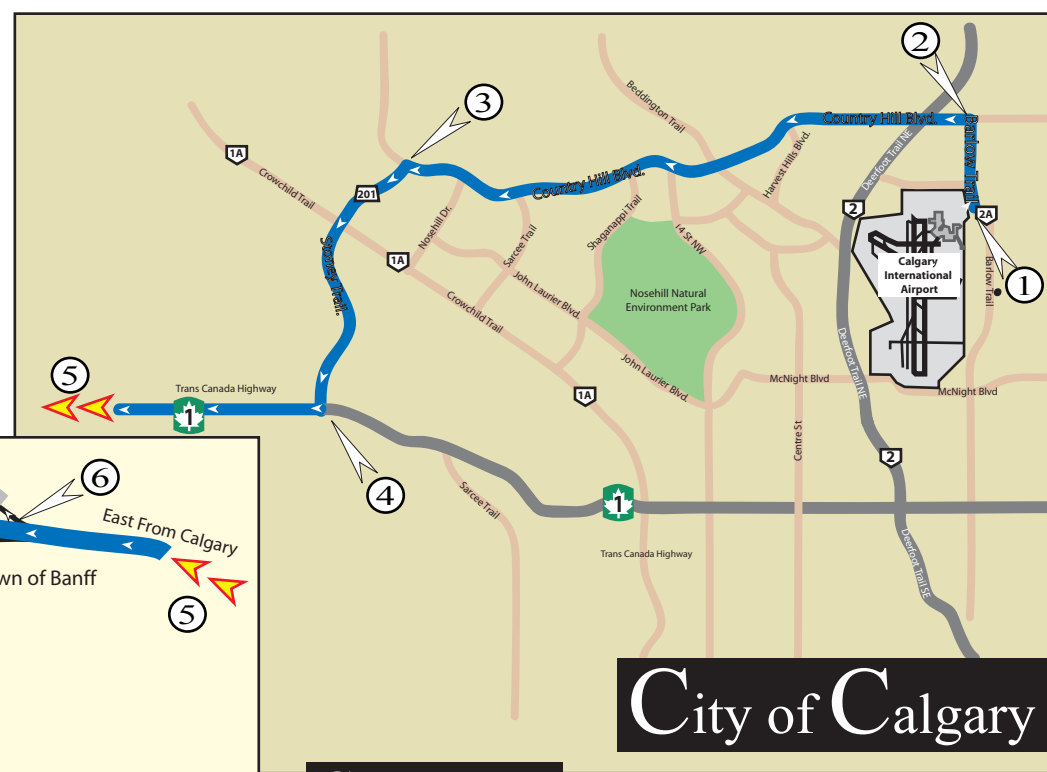 2
3
Beddington Trail
Country Hill Blvd.
Barlow Trail
1A
Crowchild Trail
201
Deerfoot Trail NE
Harvest Hills Blvd.
Country Hill Blvd.
2
2A
Nosehill Dr.
Sarcee Trail
Shaganappi Trail
14 St NW
Stoney Trail.
1A
Calgary
International
Airport
Barlow Trail
1
John Laurier Blvd.
Nosehill Natural
Environment Park
Crowchild Trail
Deerfoot Trail NE
John Laurier Blvd.
5
Trans Canada Highway
1
1A
McNight Blvd
McNight Blvd
Centre St
4
2
Sarcee Trail
1
Trans Canada Highway
Deerfoot Trail SE
6
East From Calgary
wn of Banff
5
City of Calgary